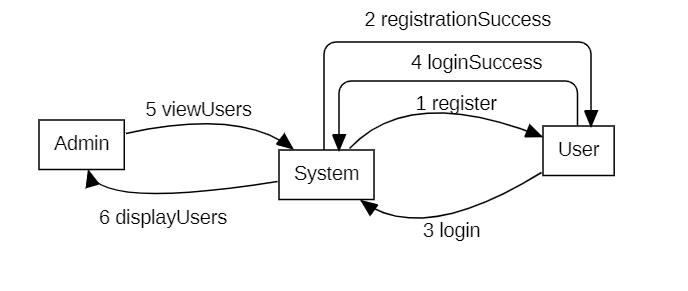 2 registrationSuccess
4 loginSuccess
5 viewUsers
1 register
Admin
User
System
6 displayUsers
3 login